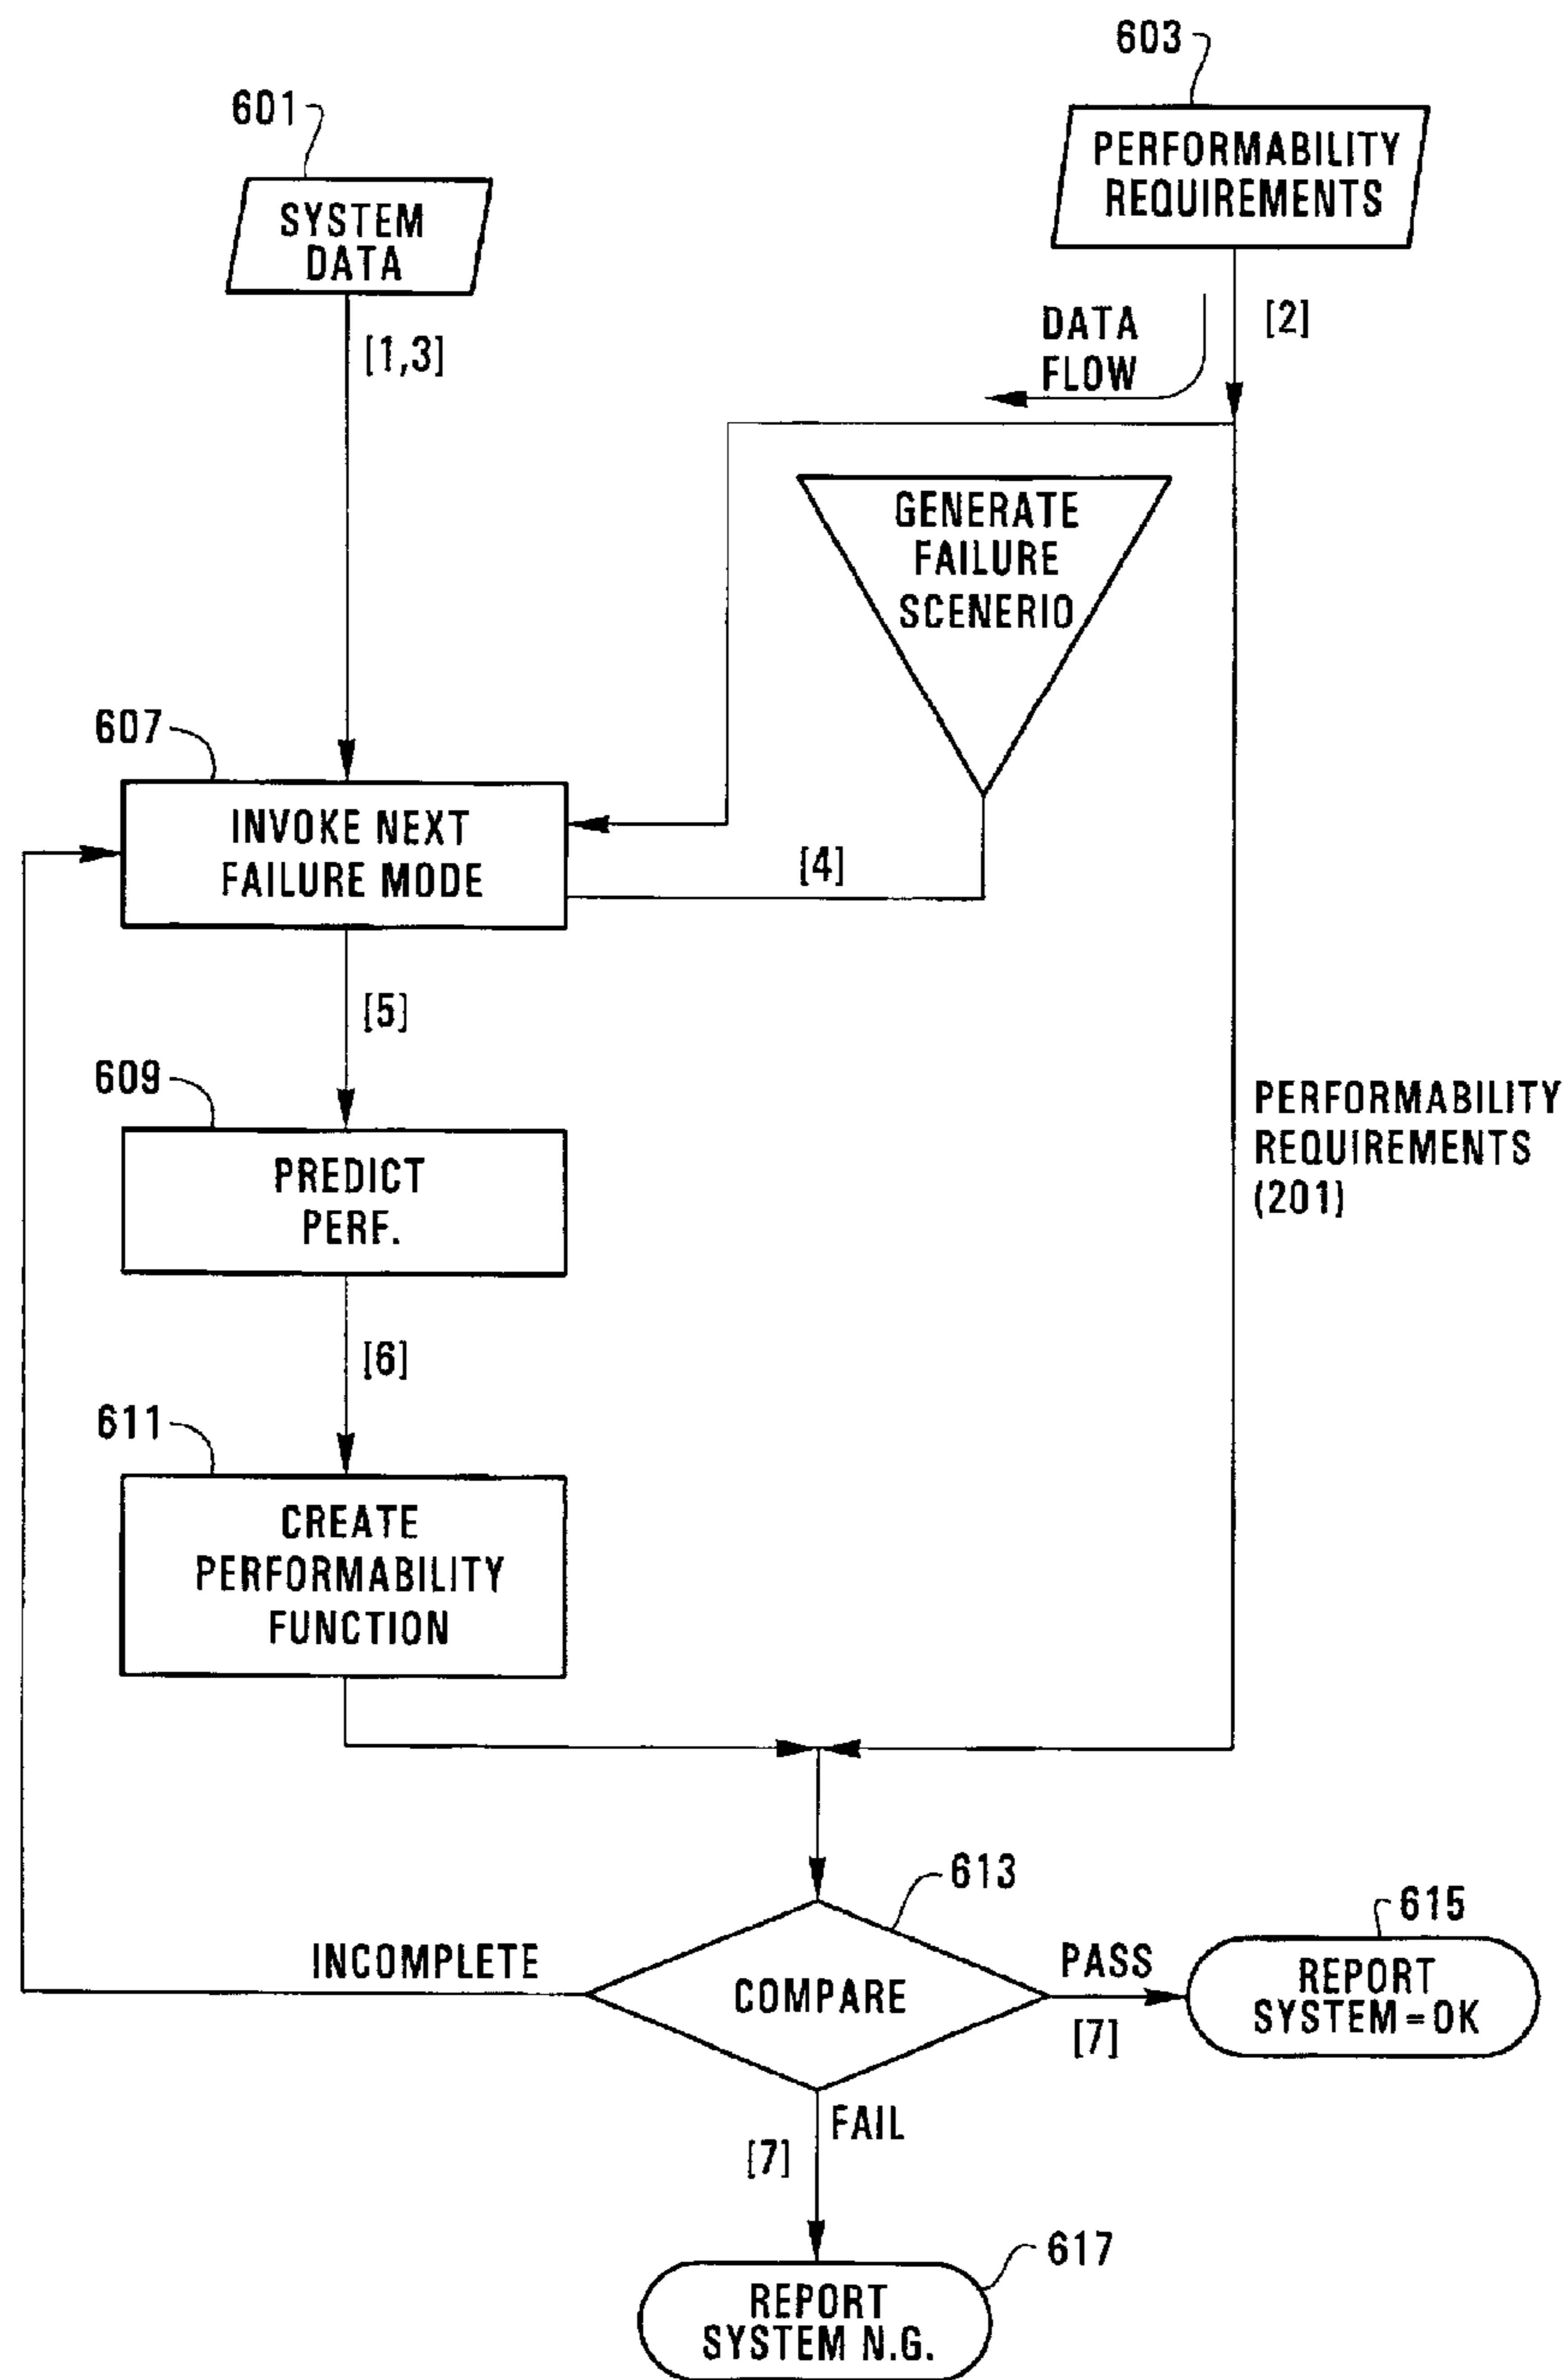 603
601
PERFORMABILITY
REQUIREMENTS
SYSTEM
DATA
[1,3]
DATA
FLOW
[2]
GENERATE
FAILURE
SCENERIO
607
INVOKE NEXT
FAILURE MODE
[4]
[5]
609
PREDICT
PERF.
PERFORMABILITY
REQUIREMENTS
(201)
[6]
611
CREATE
PERFORMABILITY
FUNCTION
613
615
INCOMPLETE
COMPARE
PASS
[7]
REPORT
SYSTEM=OK
FAIL
[7]
617
REPORT
SYSTEM N.G.